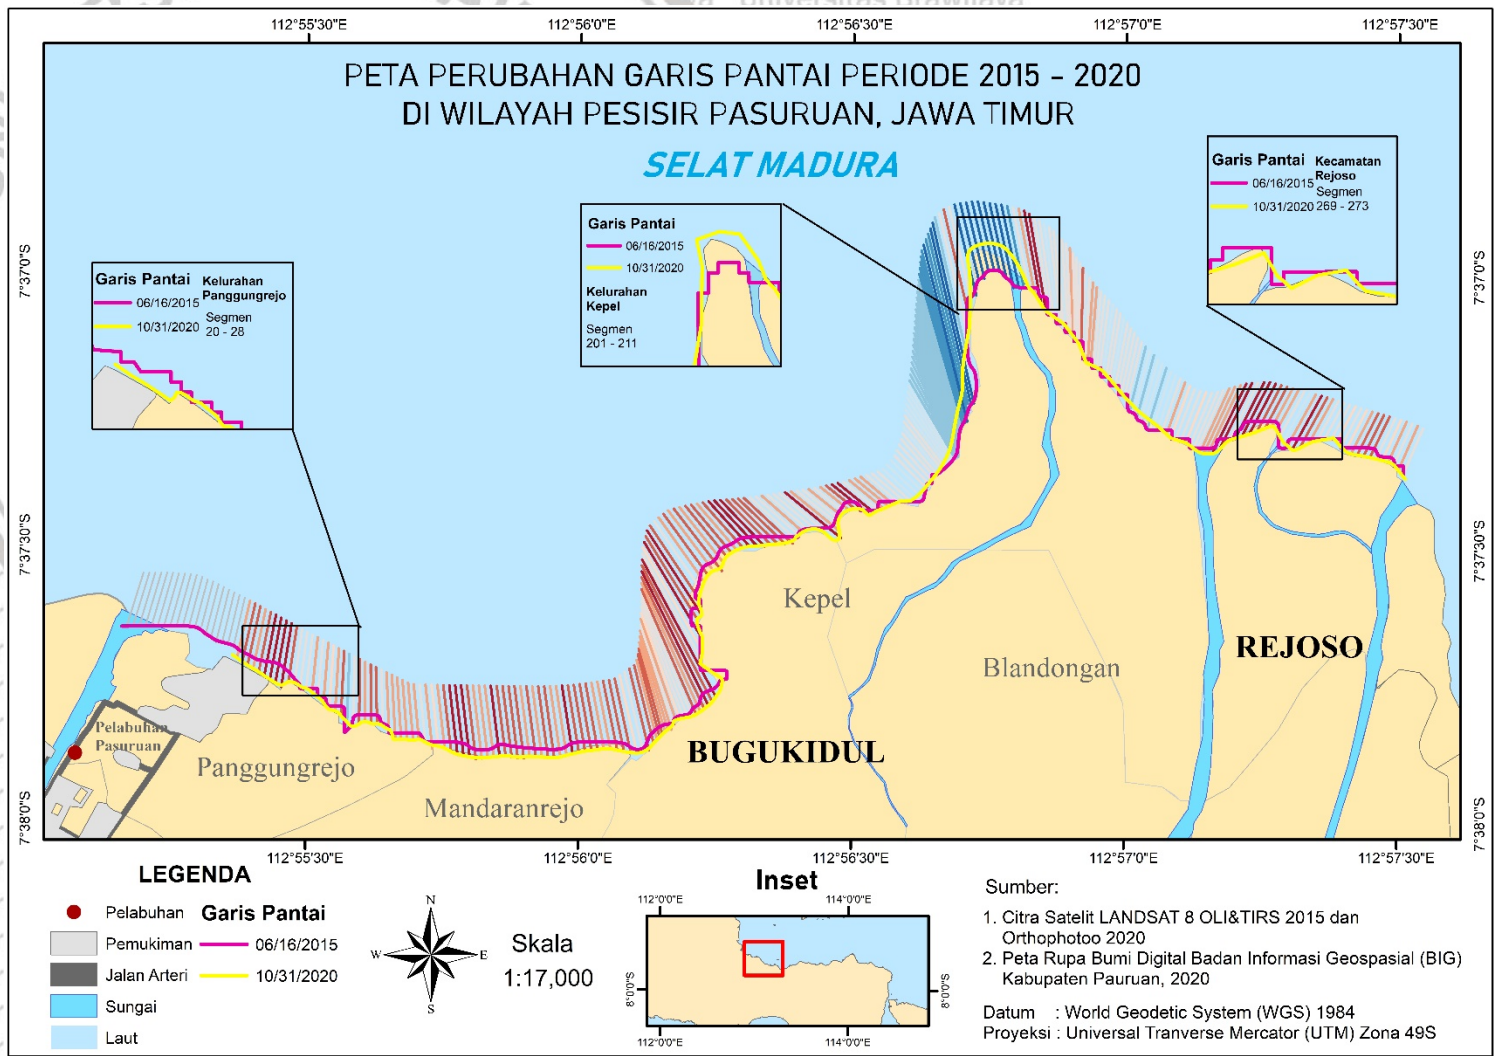 Universitas Brawijaya
112°55'30"E 112°56'0"E 112°56'30"E 112°57'0"E 112°57'30"E
PETA PERUBAHAN GARIS PANTAI PERIODE 2015 - 2020
DI WILAYAH PESISIR PASURUAN, JAWA TIMUR
SELAT MADURA
Garis Pantai
06/16/2015
10/31/2020
Kecamatan
Rejoso
Segmen
269 - 273
Garis Pantai
06/16/2015
10/31/2020
Kelurahan
Kepel
Segmen
201 - 211
Garis Pantai
06/16/2015
10/31/2020
Kelurahan
Panggungrejo
Segmen
20 - 28
7°37'0"S
7°37'0"S
7°37'30"S
7°37'30"S
7°38'0"S
7°38'0"S
Kepel
Blandongan
REJOSO
Pelabuhan
Pasuruan
Panggungrejo
BUGUKIDUL
Mandaranrejo
112°55'30"E 112°56'0"E 112°56'30"E 112°57'0"E 112°57'30"E
LEGENDA
Pelabuhan
Pemukiman
Jalan Arteri
Sungai
Laut
Garis Pantai
06/16/2015
10/31/2020
N
W E
S
Skala
1:17,000
Inset
112°0'0"E 114°0'0"E
8°0'0"S
8°0'0"S
112°0'0"E 114°0'0"E
Sumber:
1. Citra Satelit LANDSAT 8 OLI&TIRS 2015 dan
Orthophotoo 2020
2. Peta Rupa Bumi Digital Badan Informasi Geospasial (BIG)
Kabupaten Pauruan, 2020
Datum : World Geodetic System (WGS) 1984
Proyeksi : Universal Tranverse Mercator (UTM) Zona 49S